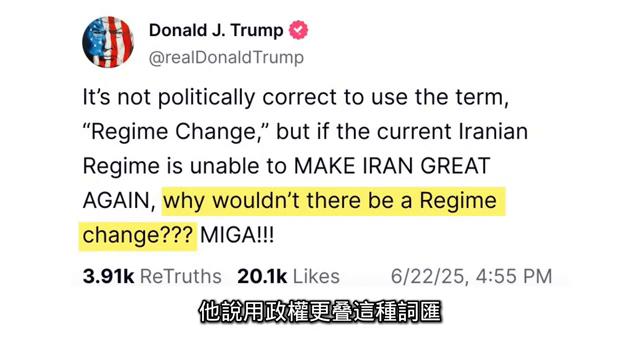 Donald J. Trump
@realDonaldTrump
It’s not politically correct to use the term,
“Regime Change,” but if the current Iranian
Regime is unable to MAKE IRAN GREAT
AGAIN, why wouldn’t there be a Regime
change??? MIGA!!!
3.91k ReTruths 20.1k Likes 6/22/25, 4:55 PM
他說用政權更叠這種詞匯